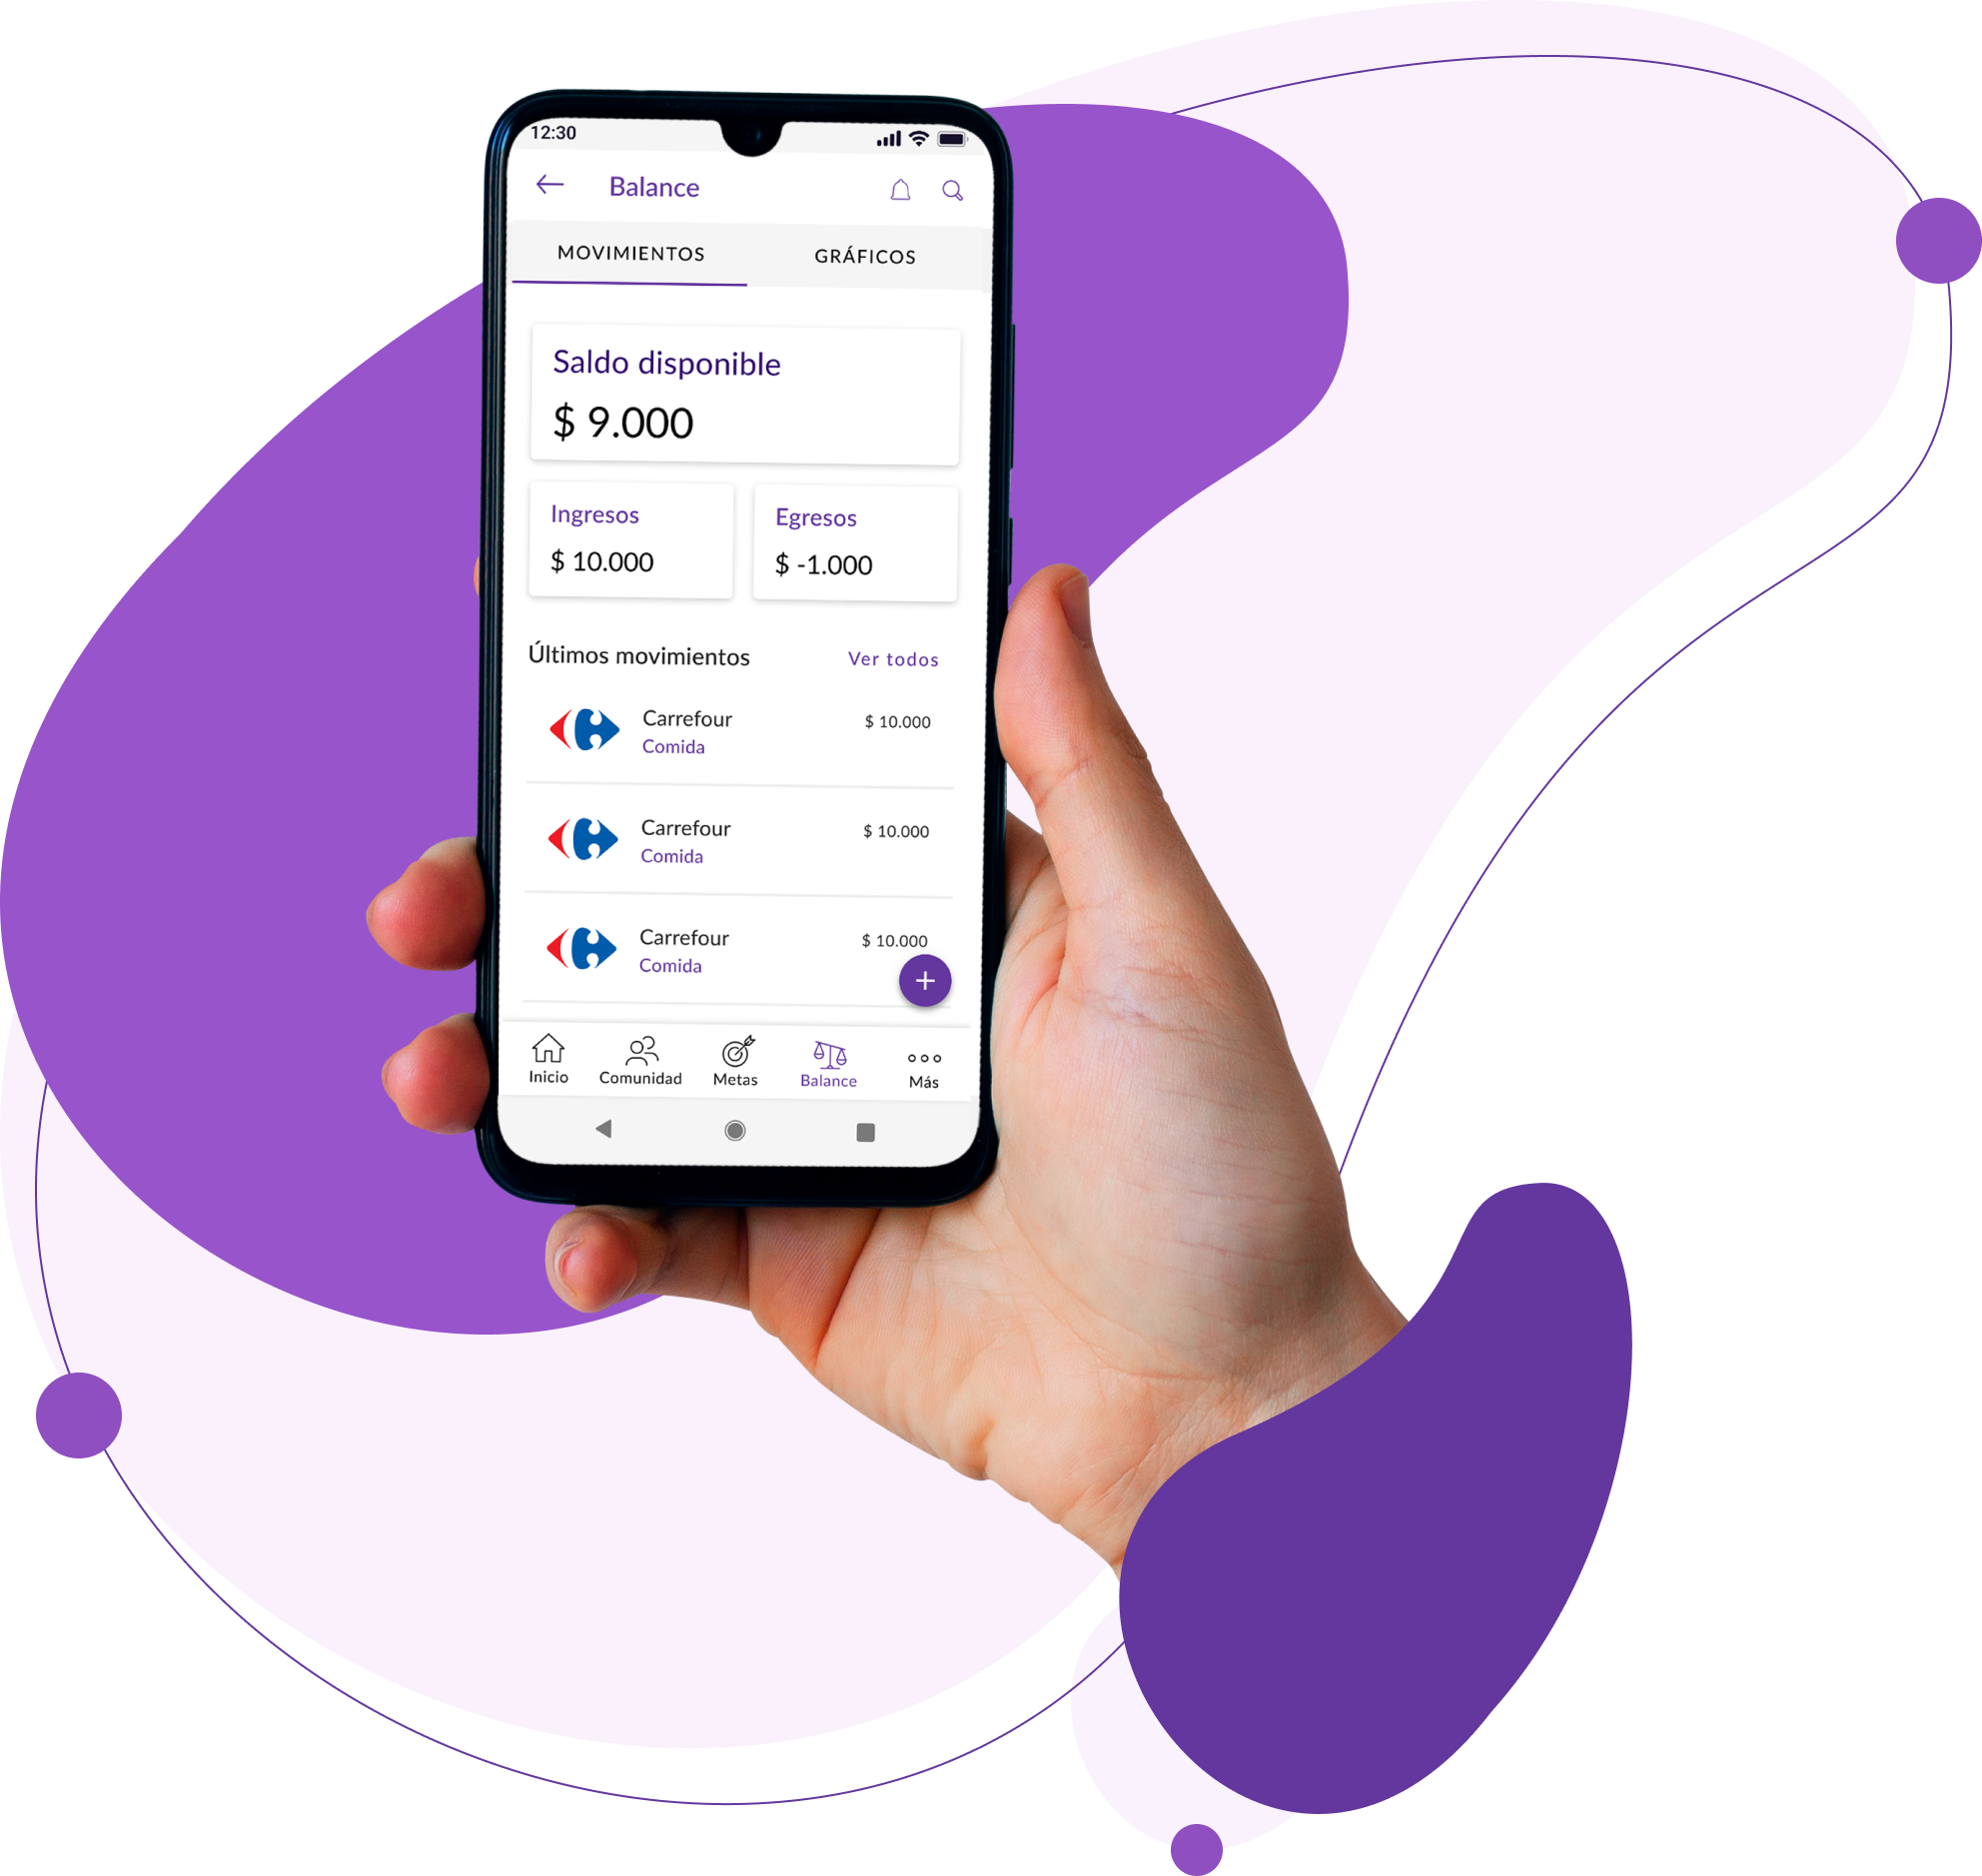 12:30
Balance
MOVIMIENTOS GRÁFICOS
Saldo disponible
$ 9.000
Ingresos Egresos
$ 10.000 $ -1.000
Últimos movimientos Ver todos
Carrefour $ 10.000
Comida
Carrefour $ 10.000
Comida
Carrefour $ 10.000
Comida
Inicio Comunidad Metas Balance Más